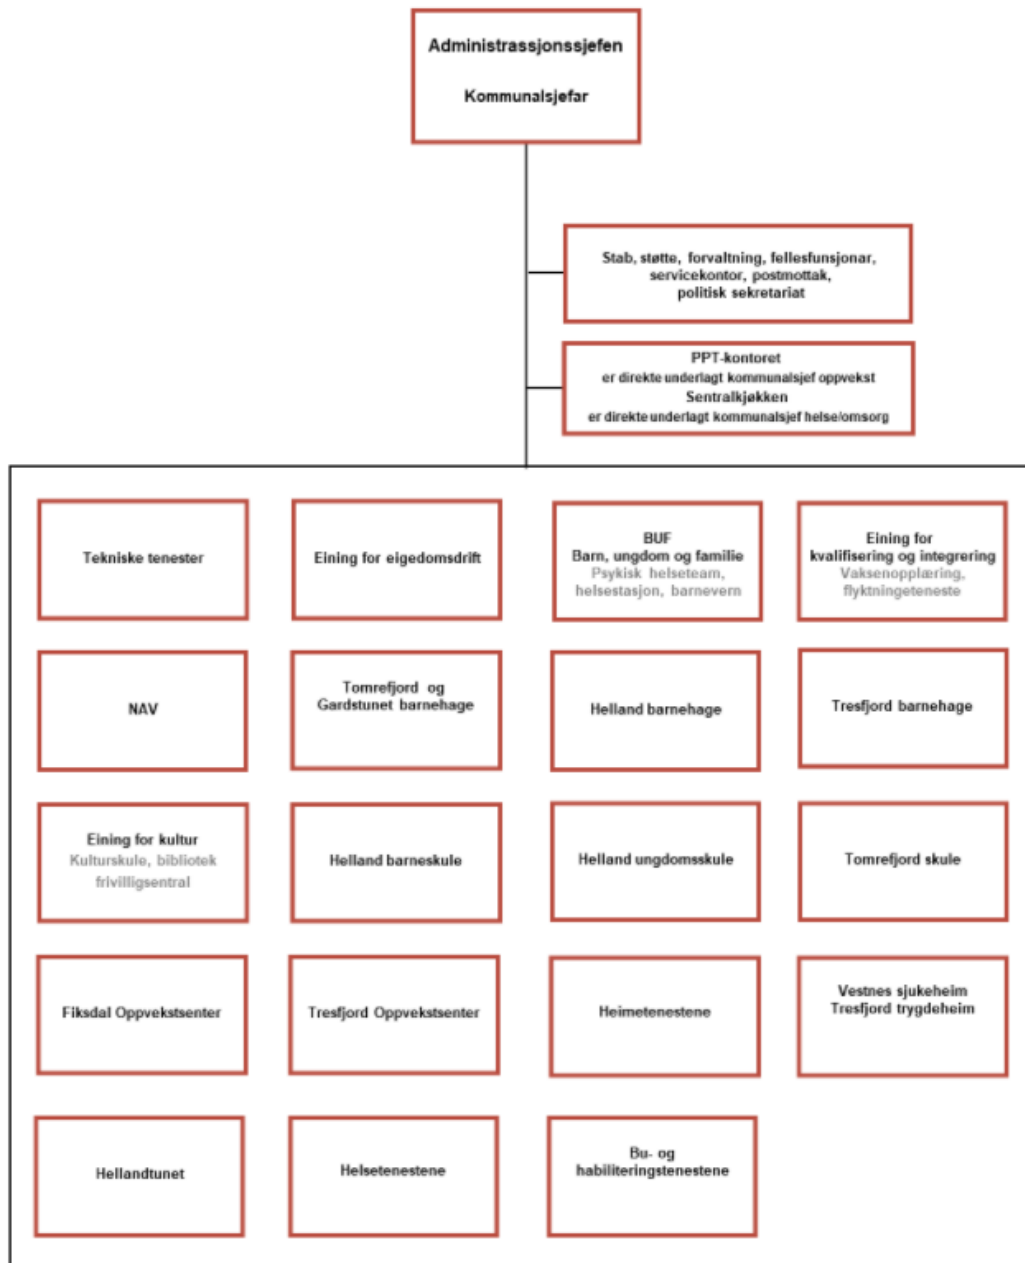 Administrassjonssjefen
Kommunalsjefar
Stab, støtte, forvaltning, fellesfunsjonar,
servicekontor, postmottak,
politisk sekretariat
PPT-kontoret
er direkte underlagt kommunalsjef oppvekst
Sentralkjøkken
er direkte underlagt kommunalsjef helse/omsorg
Tekniske tenester
Eining for eigedomsdrift
BUF
Barn, ungdom og familie
Psykisk helseteam,
helsestasjon, barnevern
Eining for
kvalifisering og integrering
Vaksenopplæring,
flyktningeteneste
NAV
Tomrefjord og
Gardstunet barnehage
Helland barnehage
Tresfjord barnehage
Eining for kultur
Kulturskule, bibliotek
frivilligsentral
Helland barneskule
Helland ungdomsskule
Tomrefjord skule
Fiksdal Oppvekstsenter
Tresfjord Oppvekstsenter
Heimetenestene
Vestnes sjukeheim
Tresfjord trygdeheim
Hellandtunet
Helsetenestene
Bu- og
habiliteringstenestene